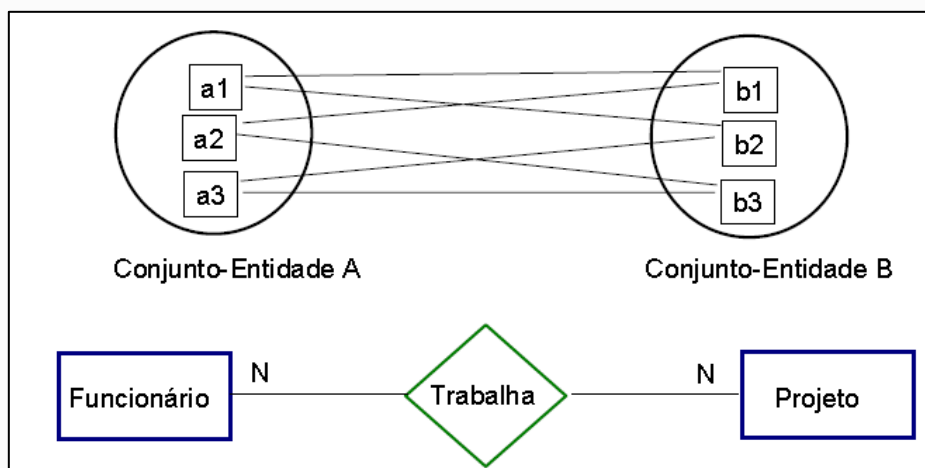 a1 b1
a2 b2
a3 b3
Conjunto-Entidade A Conjunto-Entidade B
N N
Funcionário Trabalha Projeto